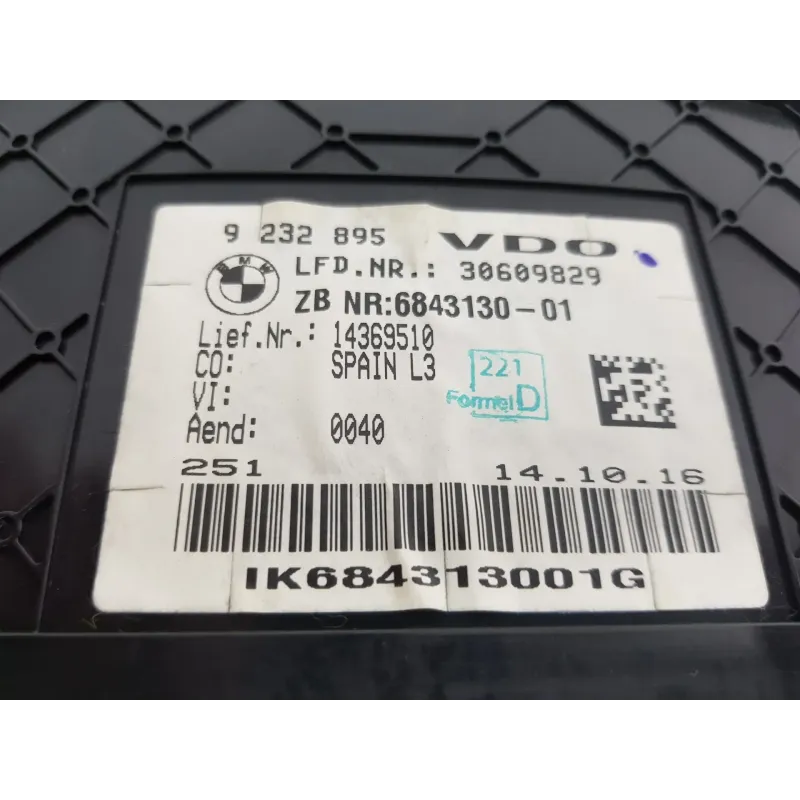 9 232 895 VDO
BMW
LFD.NR.: 30609829
ZB NR:6843130-01
Lief.Nr.: 14369510
CO: SPAIN L3
221
VI:
Formel D
Aend: 0040
251 14.10.16
IK684313001G